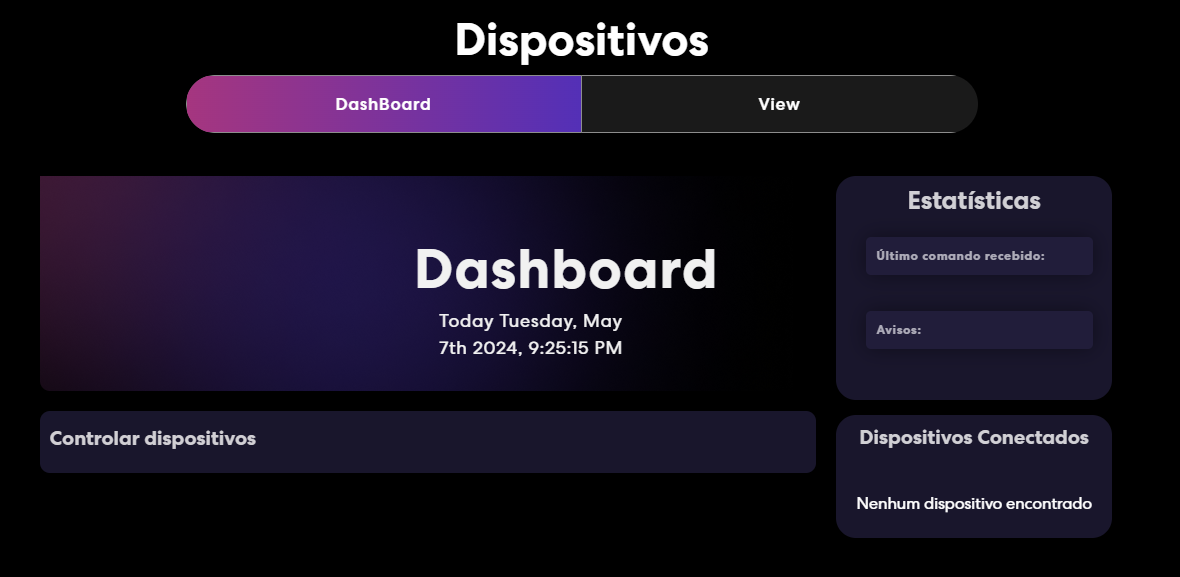 Dispositivos
DashBoard
View
Dashboard
Today Tuesday, May
7th 2024, 9:25:15 PM
Controlar dispositivos
Estatísticas
Último comando recebido:
Avisos:
Dispositivos Conectados
Nenhum dispositivo encontrado